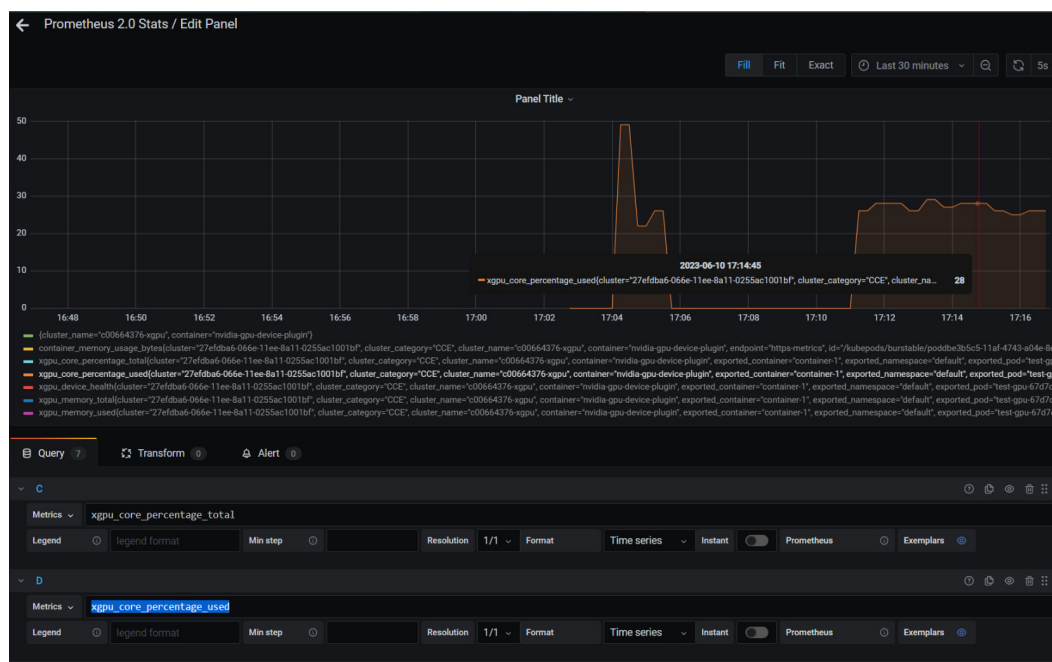 Prometheus 2.0 Stats / Edit Panel
Fill Fit Exact Last 30 minutes 5s
Panel Title
50
40
30
20
10
0
2023-06-10 17:14:45
xgpu_core_percentage_used{cluster="27efdba6-066e-11ee-8a11-0255ac1001bf", cluster_category="CCE", cluster_na... 28
16:48 16:50 16:52 16:54 16:56 16:58 17:00 17:02 17:04 17:06 17:08 17:10 17:12 17:14 17:16
{cluster_name="c00664376-xgpu", container="nvidia-gpu-device-plugin"}
container_memory_usage_bytes{cluster="27efdba6-066e-11ee-8a11-0255ac1001bf", cluster_category="CCE", cluster_name="c00664376-xgpu", container="nvidia-gpu-device-plugin", endpoint="https-metrics", id="/kubepods/burstable/poddbe3b5c5-11af-4743-a04e-8
xgpu_core_percentage_total{cluster="27efdba6-066e-11ee-8a11-0255ac1001bf", cluster_category="CCE", cluster_name="c00664376-xgpu", container="nvidia-gpu-device-plugin", exported_container="container-1", exported_namespace="default", exported_pod="test-g
xgpu_core_percentage_used{cluster="27efdba6-066e-11ee-8a11-0255ac1001bf", cluster_category="CCE", cluster_name="c00664376-xgpu", container="nvidia-gpu-device-plugin", exported_container="container-1", exported_namespace="default", exported_pod="test-g
xgpu_device_health{cluster="27efdba6-066e-11ee-8a11-0255ac1001bf", cluster_category="CCE", cluster_name="c00664376-xgpu", container="nvidia-gpu-device-plugin", exported_container="container-1", exported_namespace="default", exported_pod="test-gpu-67d7c
xgpu_memory_total{cluster="27efdba6-066e-11ee-8a11-0255ac1001bf", cluster_category="CCE", cluster_name="c00664376-xgpu", container="nvidia-gpu-device-plugin", exported_container="container-1", exported_namespace="default", exported_pod="test-gpu-67d7c
xgpu_memory_used{cluster="27efdba6-066e-11ee-8a11-0255ac1001bf", cluster_category="CCE", cluster_name="c00664376-xgpu", container="nvidia-gpu-device-plugin", exported_container="container-1", exported_namespace="default", exported_pod="test-gpu-67d7c
Query 7 Transform 0 Alert 0
C
Metrics xgpu_core_percentage_total
Legend legend format Min step Resolution 1/1 Format Time series Instant Prometheus Exemplars
D
Metrics xgpu_core_percentage_used
Legend legend format Min step Resolution 1/1 Format Time series Instant Prometheus Exemplars